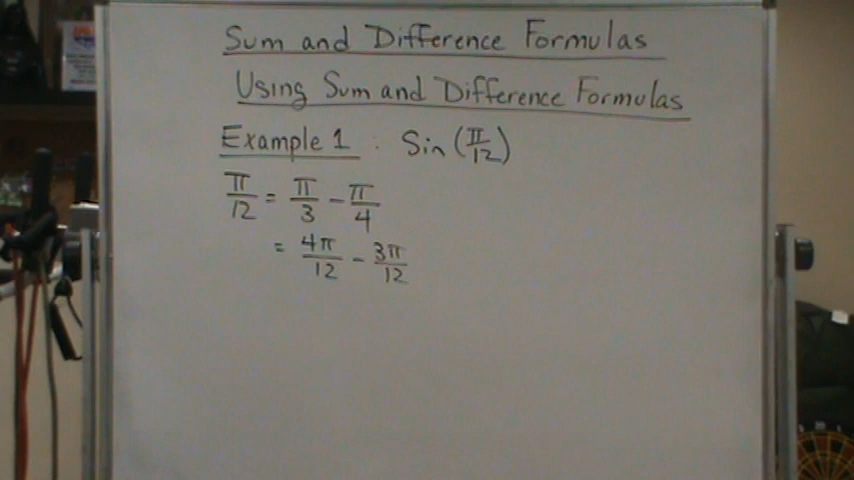 Sum and Difference Formulas
Using Sum and Difference Formulas
Example 1 : Sin (π/12)
π/12 = π/3 - π/4
= 4π/12 - 3π/12